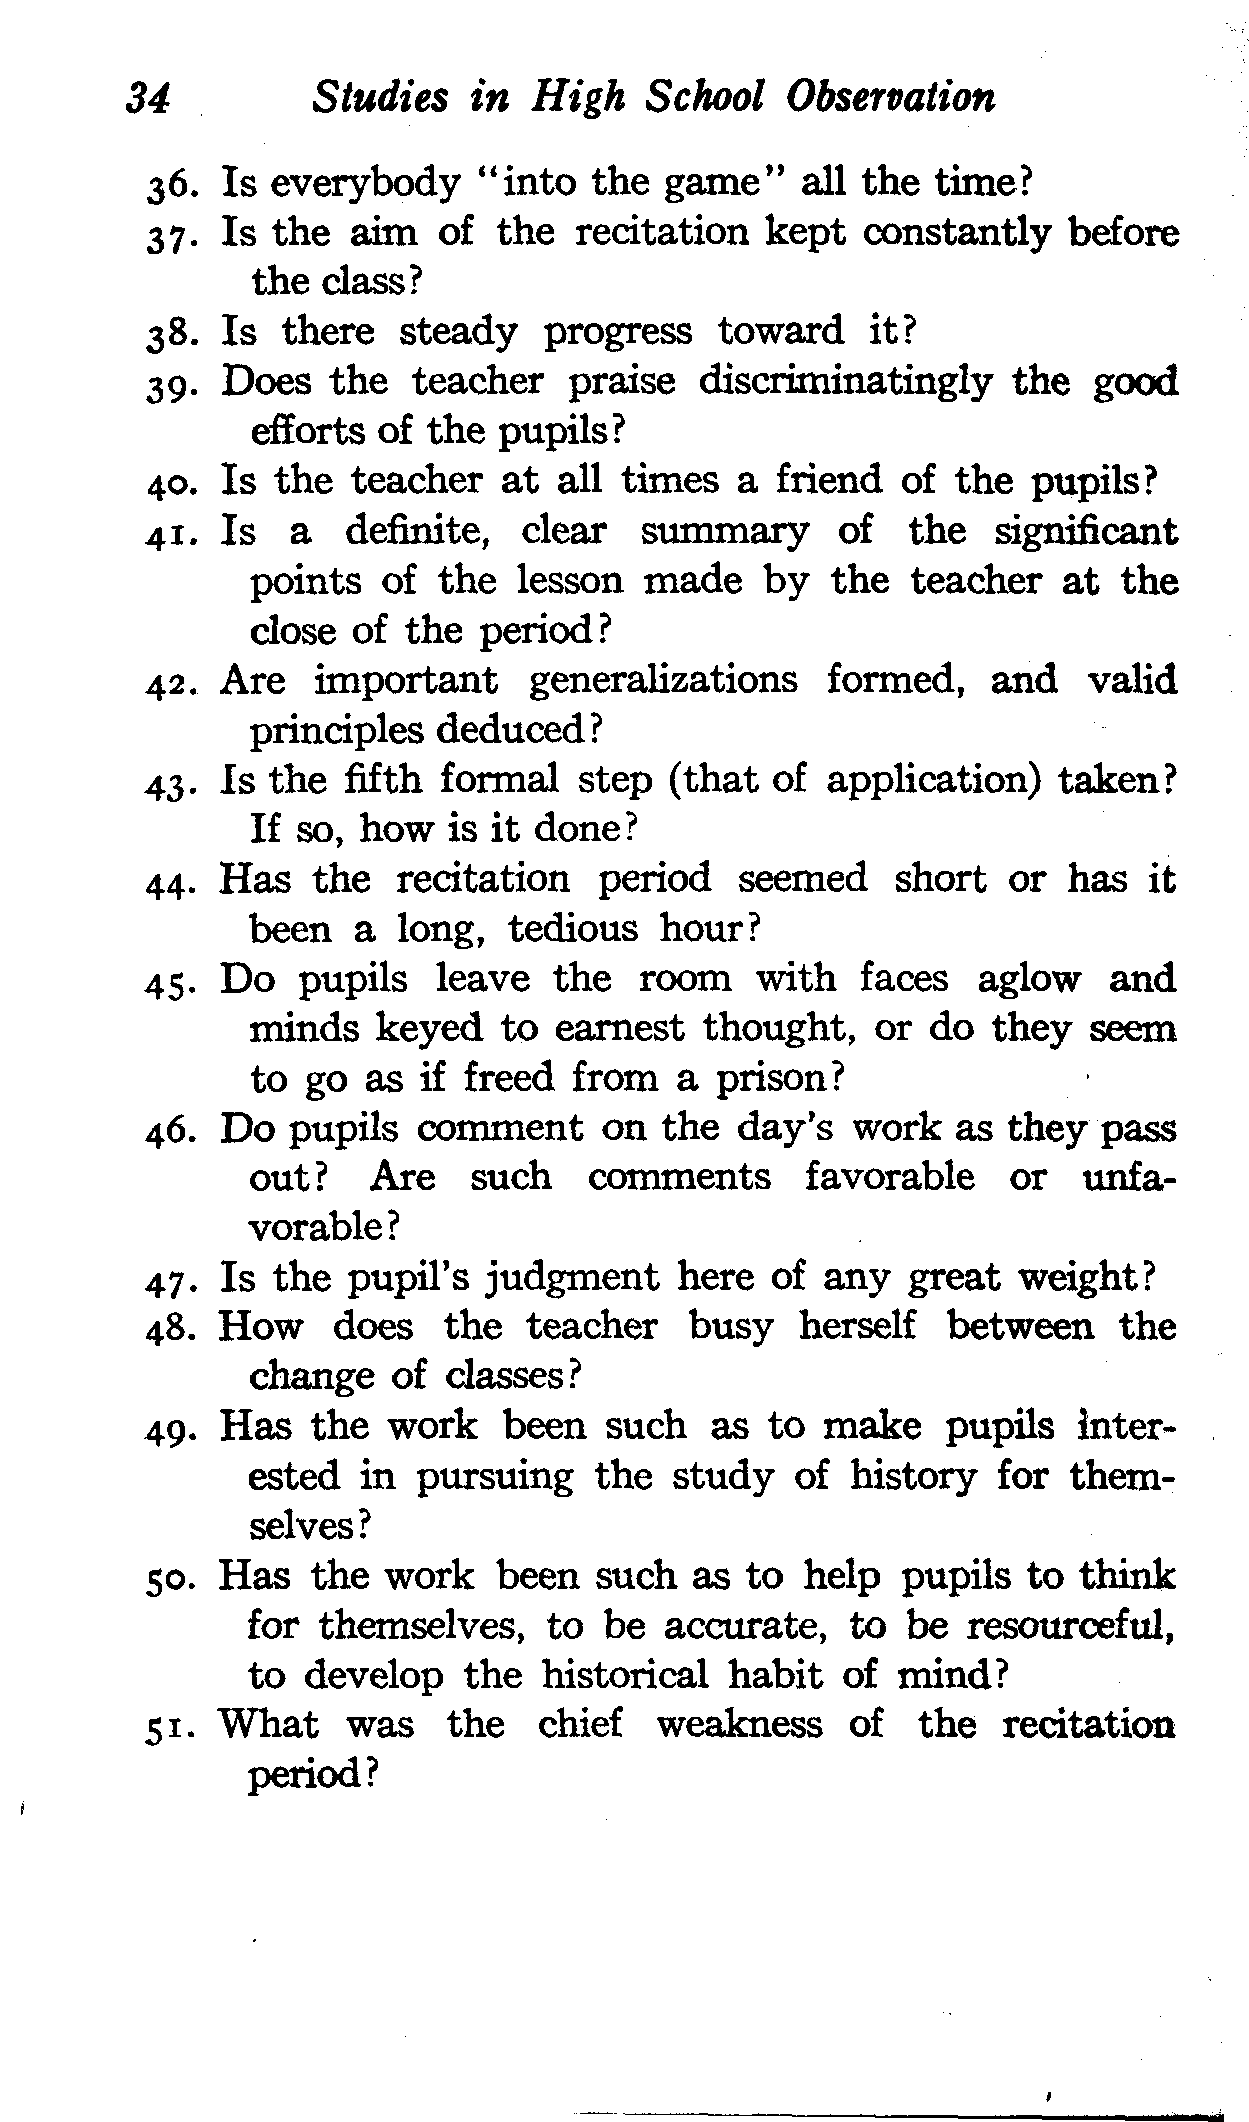 34 Studies in High School Observation
36. Is everybody "into the game" all the time?
37. Is the aim of the recitation kept constantly before
the class?
38. Is there steady progress toward it?
39. Does the teacher praise discriminatingly the good
efforts of the pupils?
40. Is the teacher at all times a friend of the pupils?
41. Is a definite, clear summary of the significant
points of the lesson made by the teacher at the
close of the period?
42. Are important generalizations formed, and valid
principles deduced?
43. Is the fifth formal step (that of application) taken?
If so, how is it done?
44. Has the recitation period seemed short or has it
been a long, tedious hour?
45. Do pupils leave the room with faces aglow and
minds keyed to earnest thought, or do they seem
to go as if freed from a prison?
46. Do pupils comment on the day's work as they pass
out? Are such comments favorable or unfa-
vorable?
47. Is the pupil's judgment here of any great weight?
48. How does the teacher busy herself between the
change of classes?
49. Has the work been such as to make pupils inter-
ested in pursuing the study of history for them-
selves?
50. Has the work been such as to help pupils to think
for themselves, to be accurate, to be resourceful,
to develop the historical habit of mind?
51. What was the chief weakness of the recitation
period?